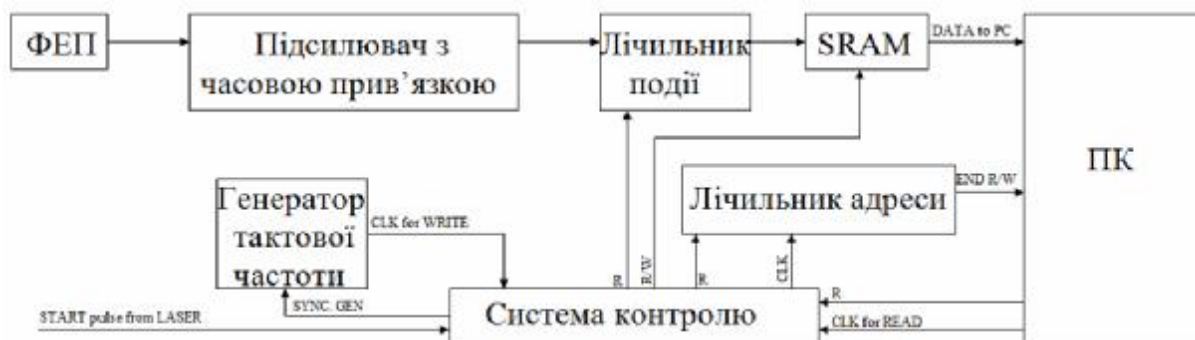 ФЕП
Підсилювач з
часовою прив’язкою
Лічильник
події
SRAM
DATA to PC
ПК
Генератор
тактової
частоти
CLK for WRITE
Лічильник адреси
END R/W
R
R/W
R
CLK
SYNC. GEN
START pulse from LASER
Система контролю
R
CLK for READ